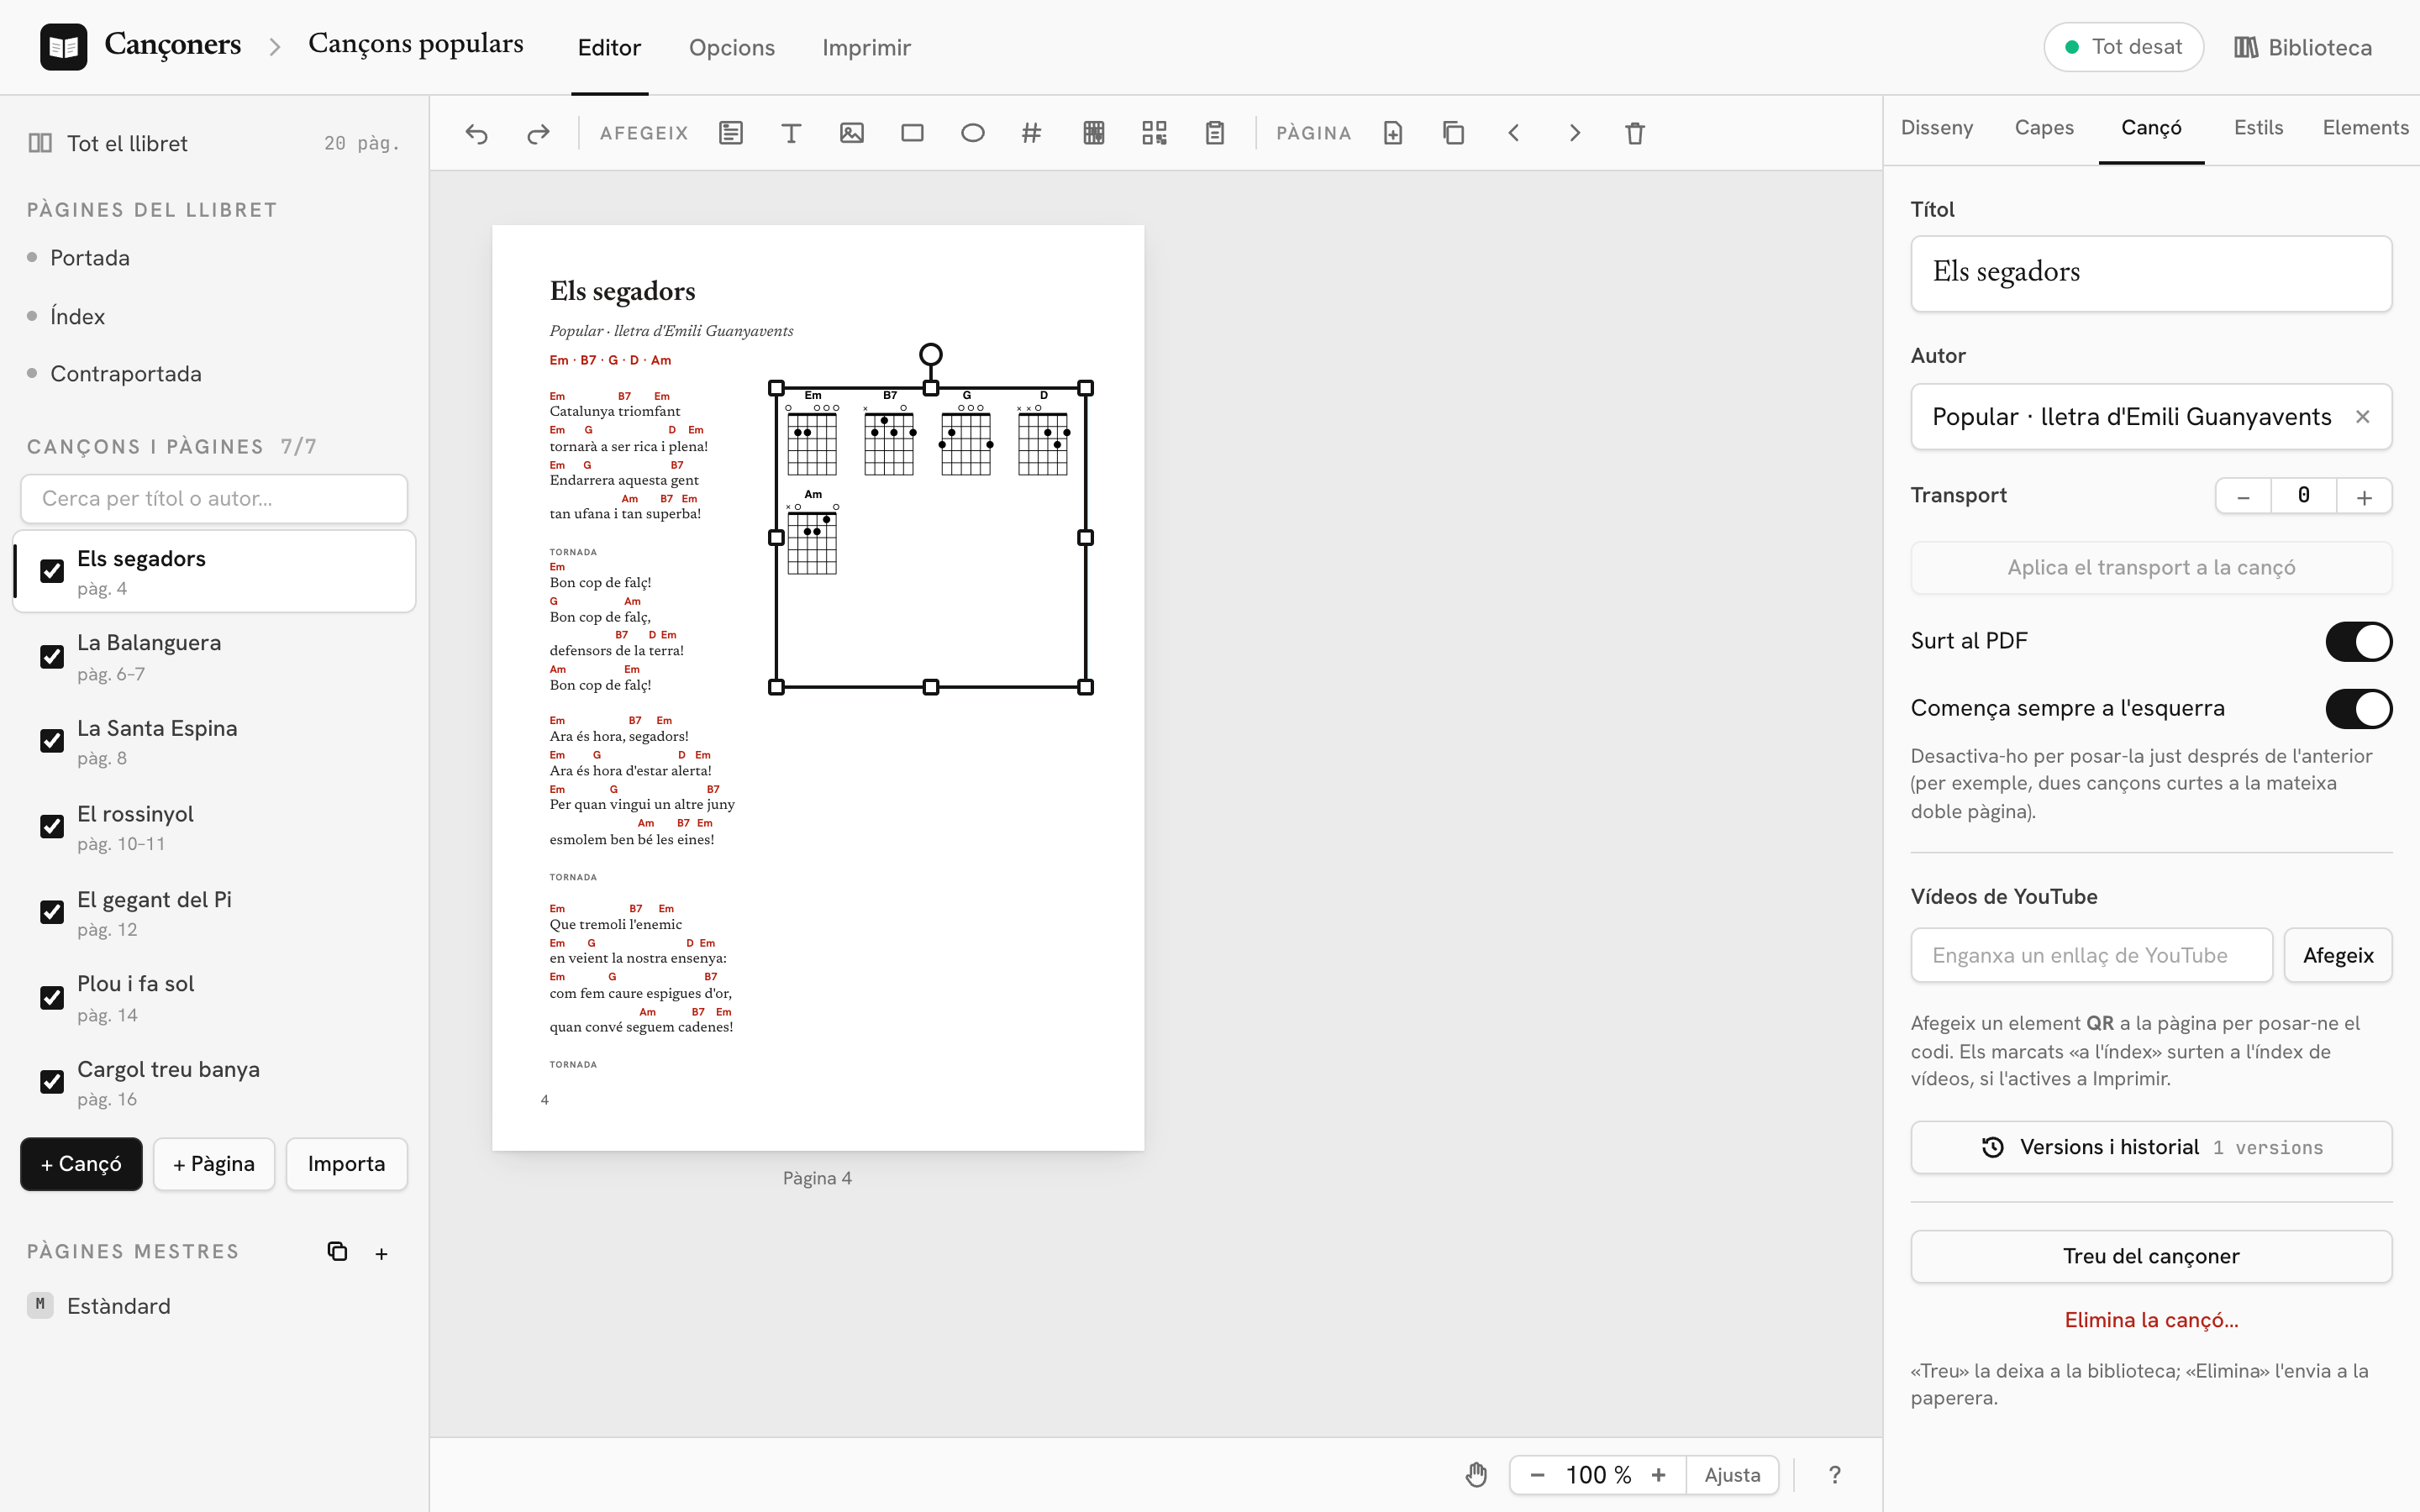 Cançoners
Cançons populars
Editor
Opcions
Imprimir
Tot desat
Biblioteca
Tot el llibret
20 pàg.
PÀGINES DEL LLIBRET
Portada
Índex
Contraportada
CANÇONS I PÀGINES 7/7
Cerca per títol o autor...
Els segadors
pàg. 4
La Balanguera
pàg. 6–7
La Santa Espina
pàg. 8
El rossinyol
pàg. 10–11
El gegant del Pi
pàg. 12
Plou i fa sol
pàg. 14
Cargol treu banya
pàg. 16
+ Cançó
+ Pàgina
Importa
PÀGINES MESTRES
+
M Estàndard
AFEGEIX
PÀGINA
Els segadors
Popular · lletra d'Emili Guanyavents
Em · B7 · G · D · Am
Em B7 Em
Catalunya triomfant
Em G D Em
tornarà a ser rica i plena!
Em G B7
Endarrera aquesta gent
Am B7 Em
tan ufana i tan superba!
TORNADA
Em
Bon cop de falç!
G Am
Bon cop de falç,
B7 D Em
defensors de la terra!
Am Em
Bon cop de falç!
Em B7 Em
Ara és hora, segadors!
Em G D Em
Ara és hora d'estar alerta!
Em G B7
Per quan vingui un altre juny
Am B7 Em
esmolem ben bé les eines!
TORNADA
Em B7 Em
Que tremoli l'enemic
Em G D Em
en veient la nostra ensenya:
Em G B7
com fem caure espigues d'or,
Am B7 Em
quan convé seguem cadenes!
TORNADA
4
Em B7 G D
Am
Pàgina 4
− 100 % +
Ajusta
?
Disseny
Capes
Cançó
Estils
Elements
Títol
Els segadors
Autor
Popular · lletra d'Emili Guanyavents ×
Transport
− 0 +
Aplica el transport a la cançó
Surt al PDF
Comença sempre a l'esquerra
Desactiva-ho per posar-la just després de l'anterior
(per exemple, dues cançons curtes a la mateixa
doble pàgina).
Vídeos de YouTube
Enganxa un enllaç de YouTube
Afegeix
Afegeix un element QR a la pàgina per posar-ne el
codi. Els marcats «a l'índex» surten a l'índex de
vídeos, si l'actives a Imprimir.
Versions i historial 1 versions
Treu del cançoner
Elimina la cançó...
«Treu» la deixa a la biblioteca; «Elimina» l'envia a la
paperera.